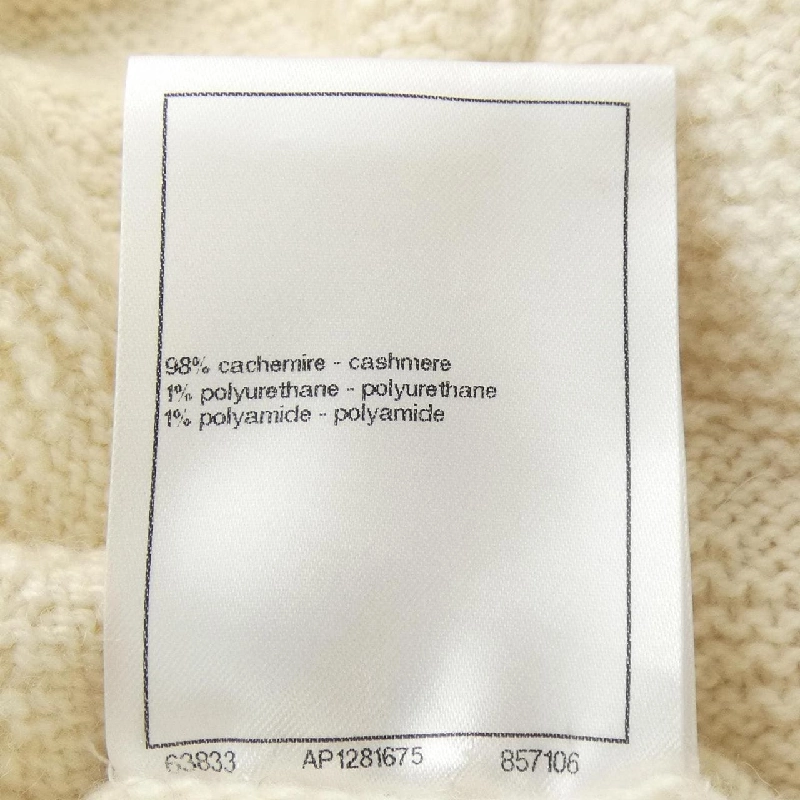 98% cachemire - cashmere
1% polyurethane - polyurethane
1% polyamide - polyamide
63833 AP1281675 857106